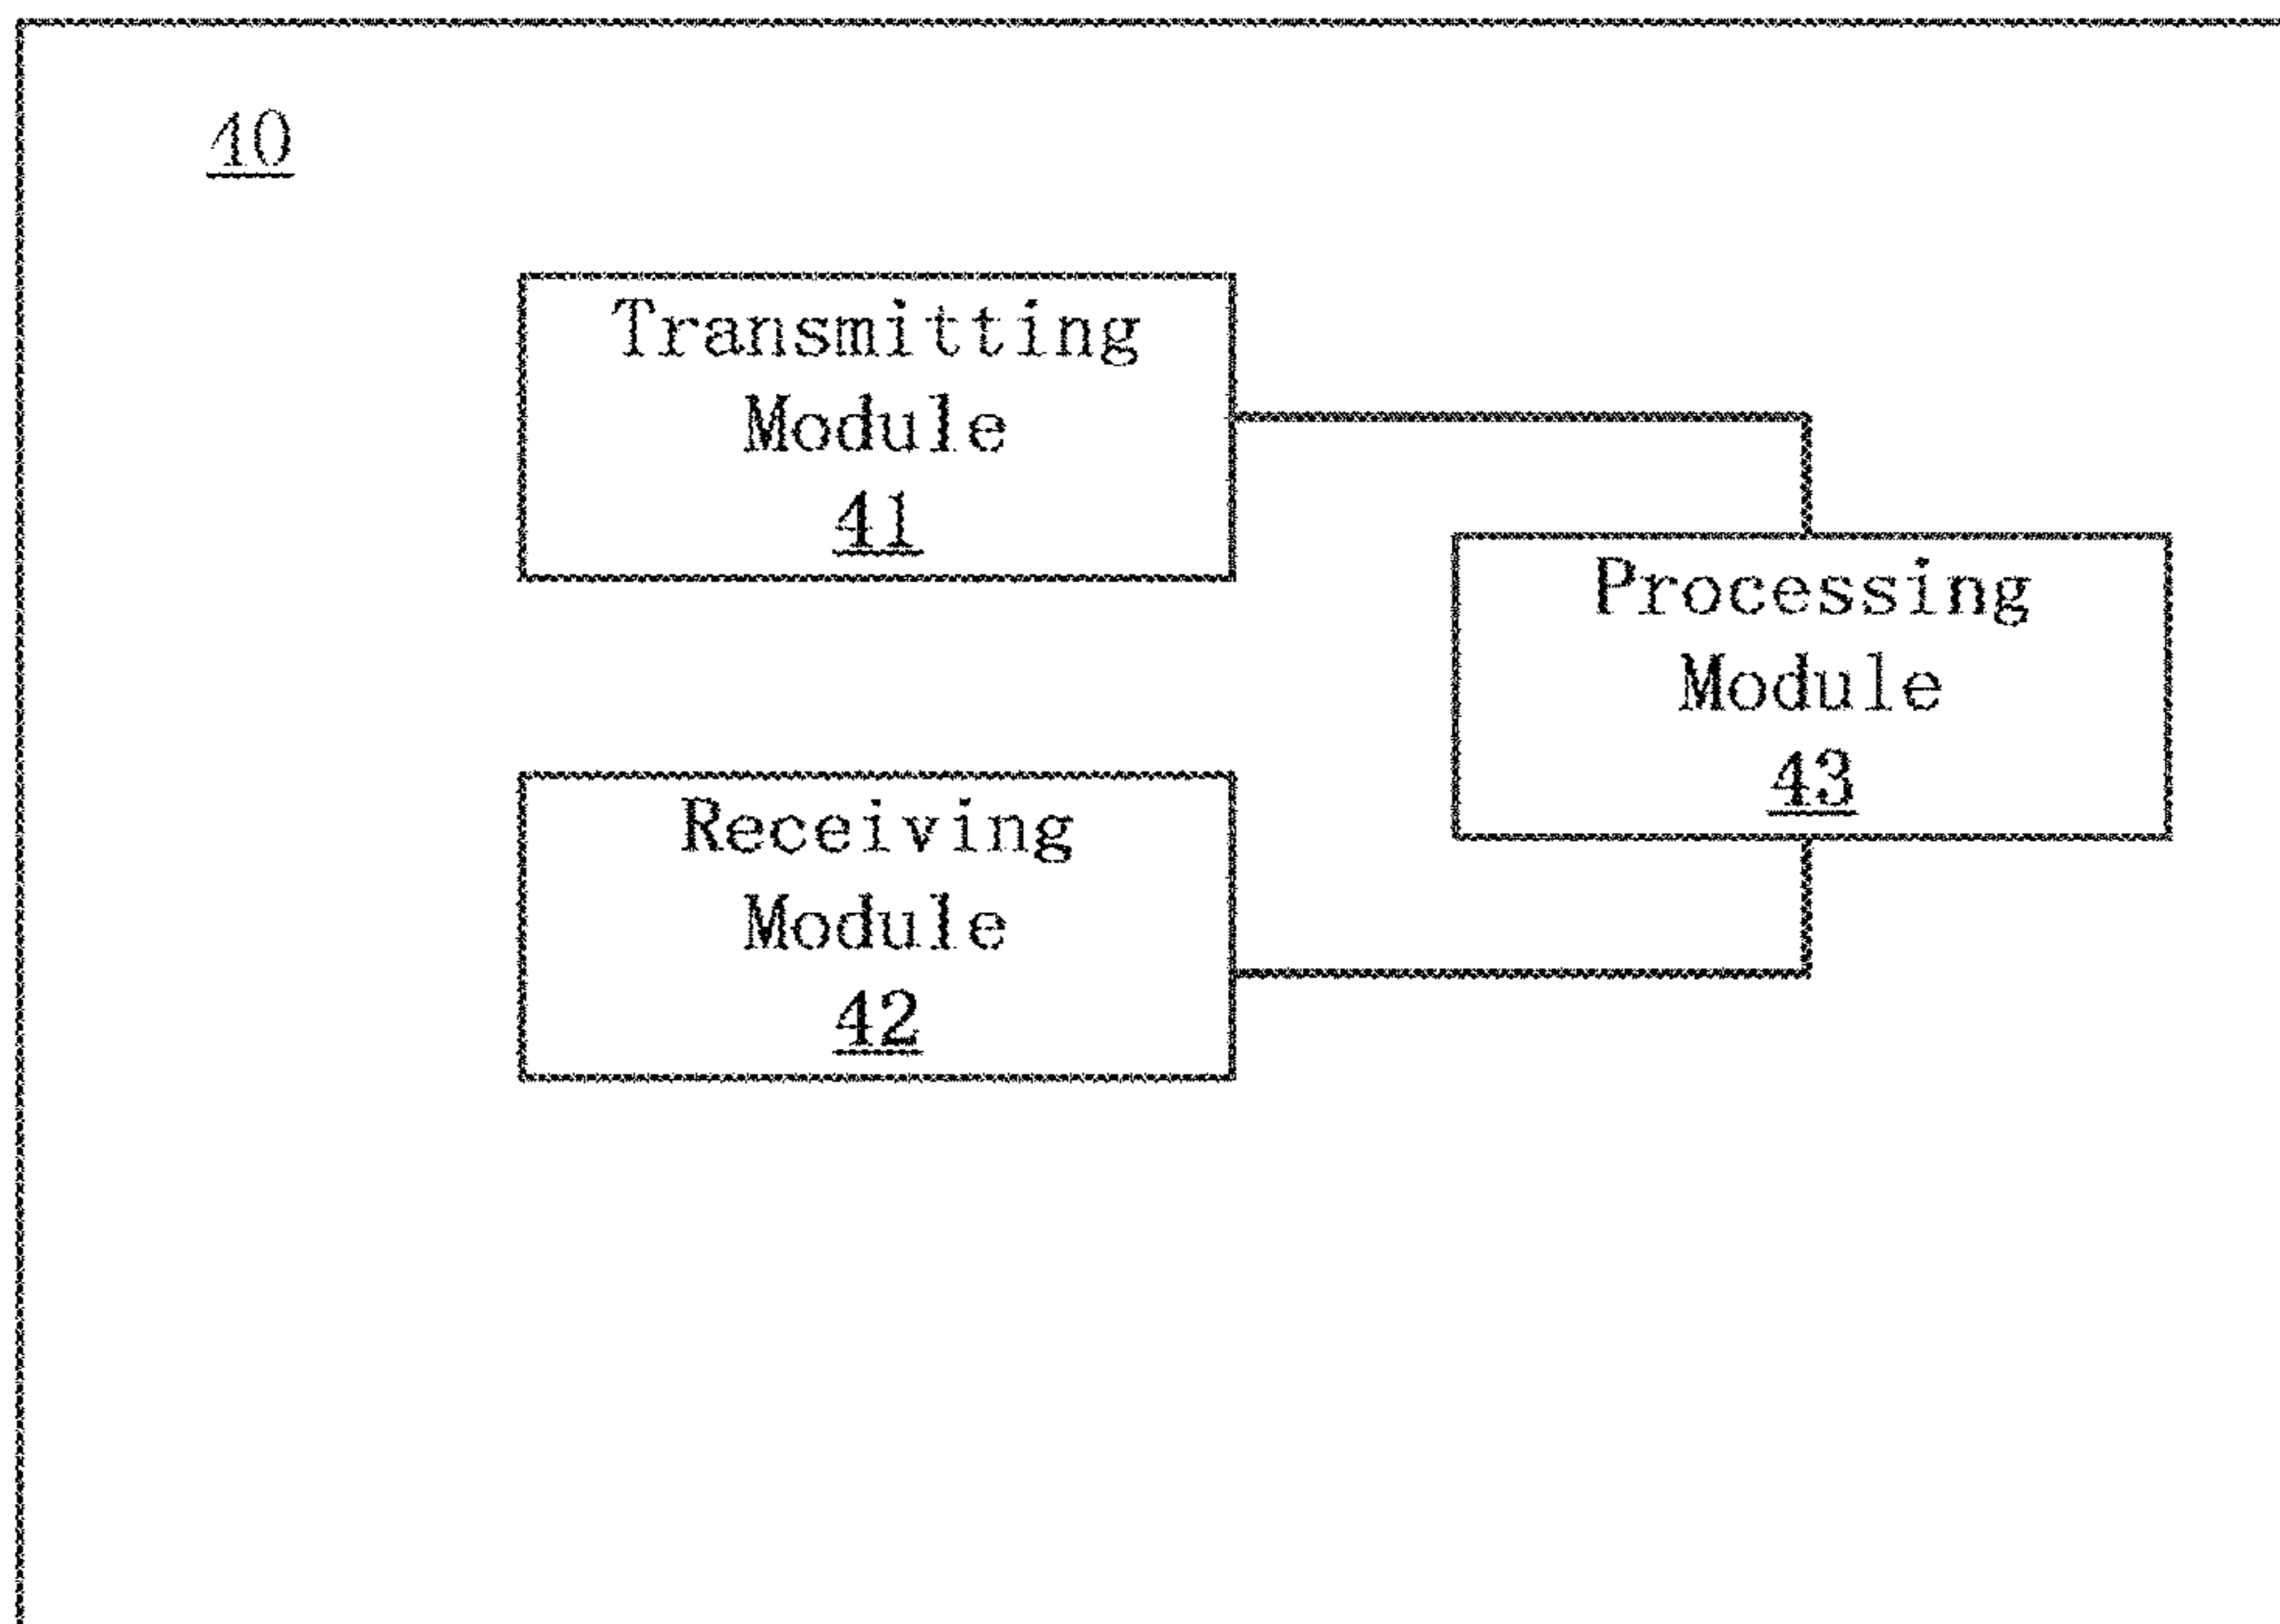 40
Transmitting
Module
41
Processing
Module
43
Receiving
Module
42